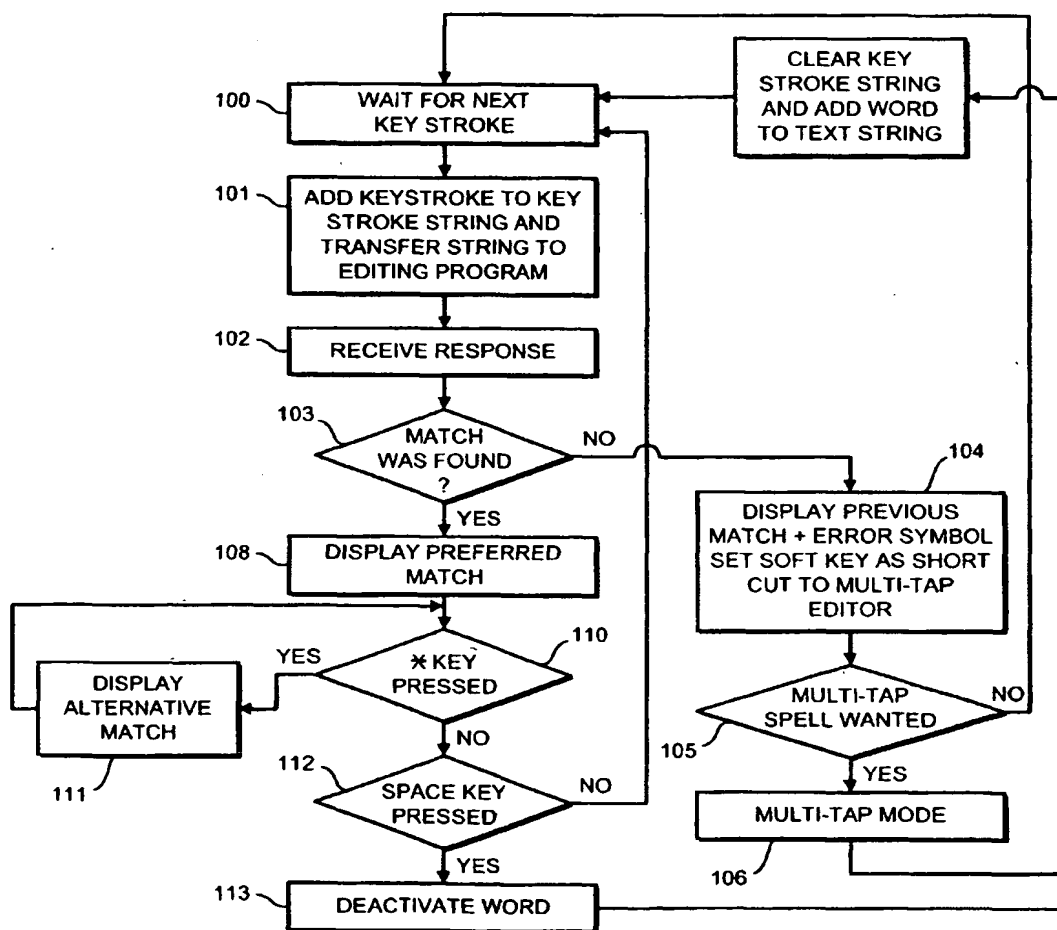 100
WAIT FOR NEXT
KEY STROKE
CLEAR KEY
STROKE STRING
AND ADD WORD
TO TEXT STRING
101
ADD KEYSTROKE TO KEY
STROKE STRING AND
TRANSFER STRING TO
EDITING PROGRAM
102
RECEIVE RESPONSE
103
MATCH
WAS FOUND
?
NO
YES
104
DISPLAY PREVIOUS
MATCH + ERROR SYMBOL
SET SOFT KEY AS SHORT
CUT TO MULTI-TAP
EDITOR
108
DISPLAY PREFERRED
MATCH
110
* KEY
PRESSED
YES
NO
DISPLAY
ALTERNATIVE
MATCH
111
105
MULTI-TAP
SPELL WANTED
NO
YES
112
SPACE KEY
PRESSED
NO
YES
MULTI-TAP MODE
106
113
DEACTIVATE WORD